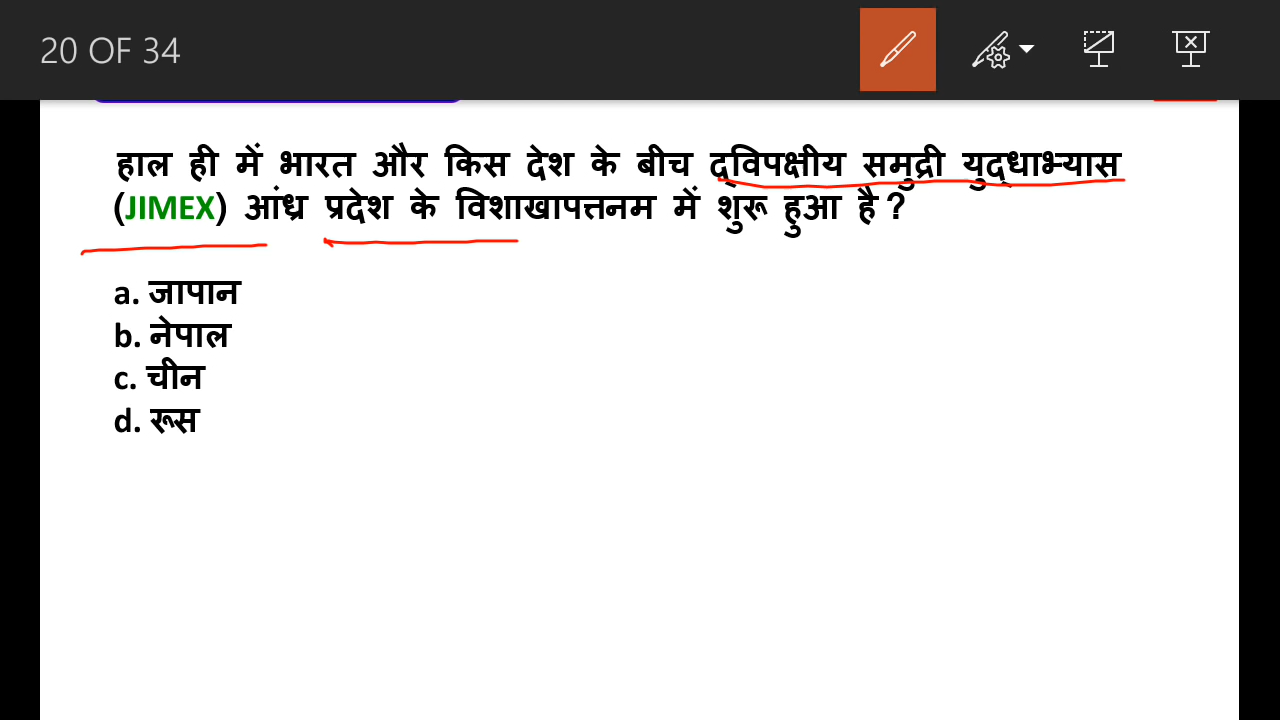 20 OF 34
हाल ही में भारत और किस देश के बीच द्विपक्षीय समुद्री युद्धाभ्यास
(JIMEX) आंध्र प्रदेश के विशाखापत्तनम में शुरू हुआ है ?
a. जापान
b. नेपाल
c. चीन
d. रूस